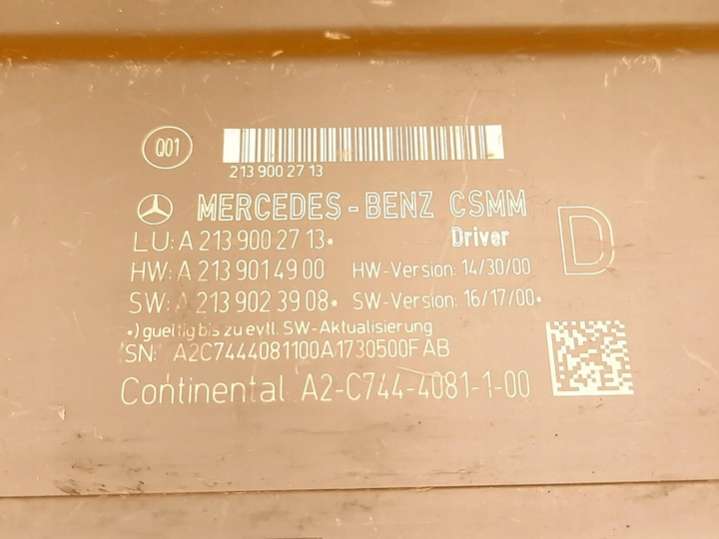 Q01
213 900 27 13
MERCEDES-BENZ CSMM
LU: A 213 900 27 13• Driver
D
HW: A 213 901 49 00 HW-Version: 14/30/00
SW: A 213 902 39 08• SW-Version: 16/17/00•
•) gueltig bis zu evtl. SW-Aktualisierung
SN: A2C7444081100A1730500FAB
Continental A2-C744-4081-1-00